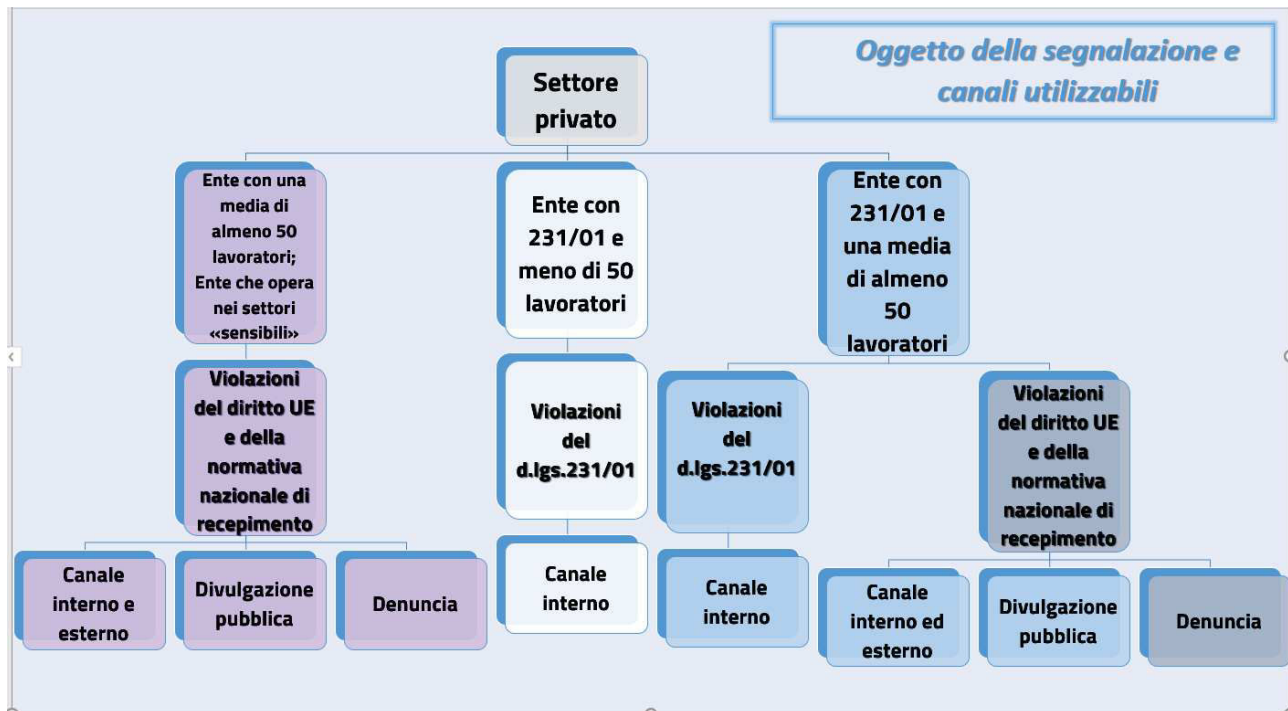 Oggetto della segnalazione e
canali utilizzabili
Settore
privato
Ente con una
media di
almeno 50
lavoratori;
Ente che opera
nei settori
«sensibili»
Ente con
231/01 e
meno di 50
lavoratori
Ente con
231/01 e
una media
di almeno
50
lavoratori
Violazioni
del diritto UE
e della
normativa
nazionale di
recepimento
Violazioni
del
d.lgs.231/01
Violazioni
del
d.lgs.231/01
Violazioni
del diritto UE
e della
normativa
nazionale di
recepimento
Canale
interno e
esterno
Divulgazione
pubblica
Denuncia
Canale
interno
Canale
interno
Canale
interno ed
esterno
Divulgazione
pubblica
Denuncia